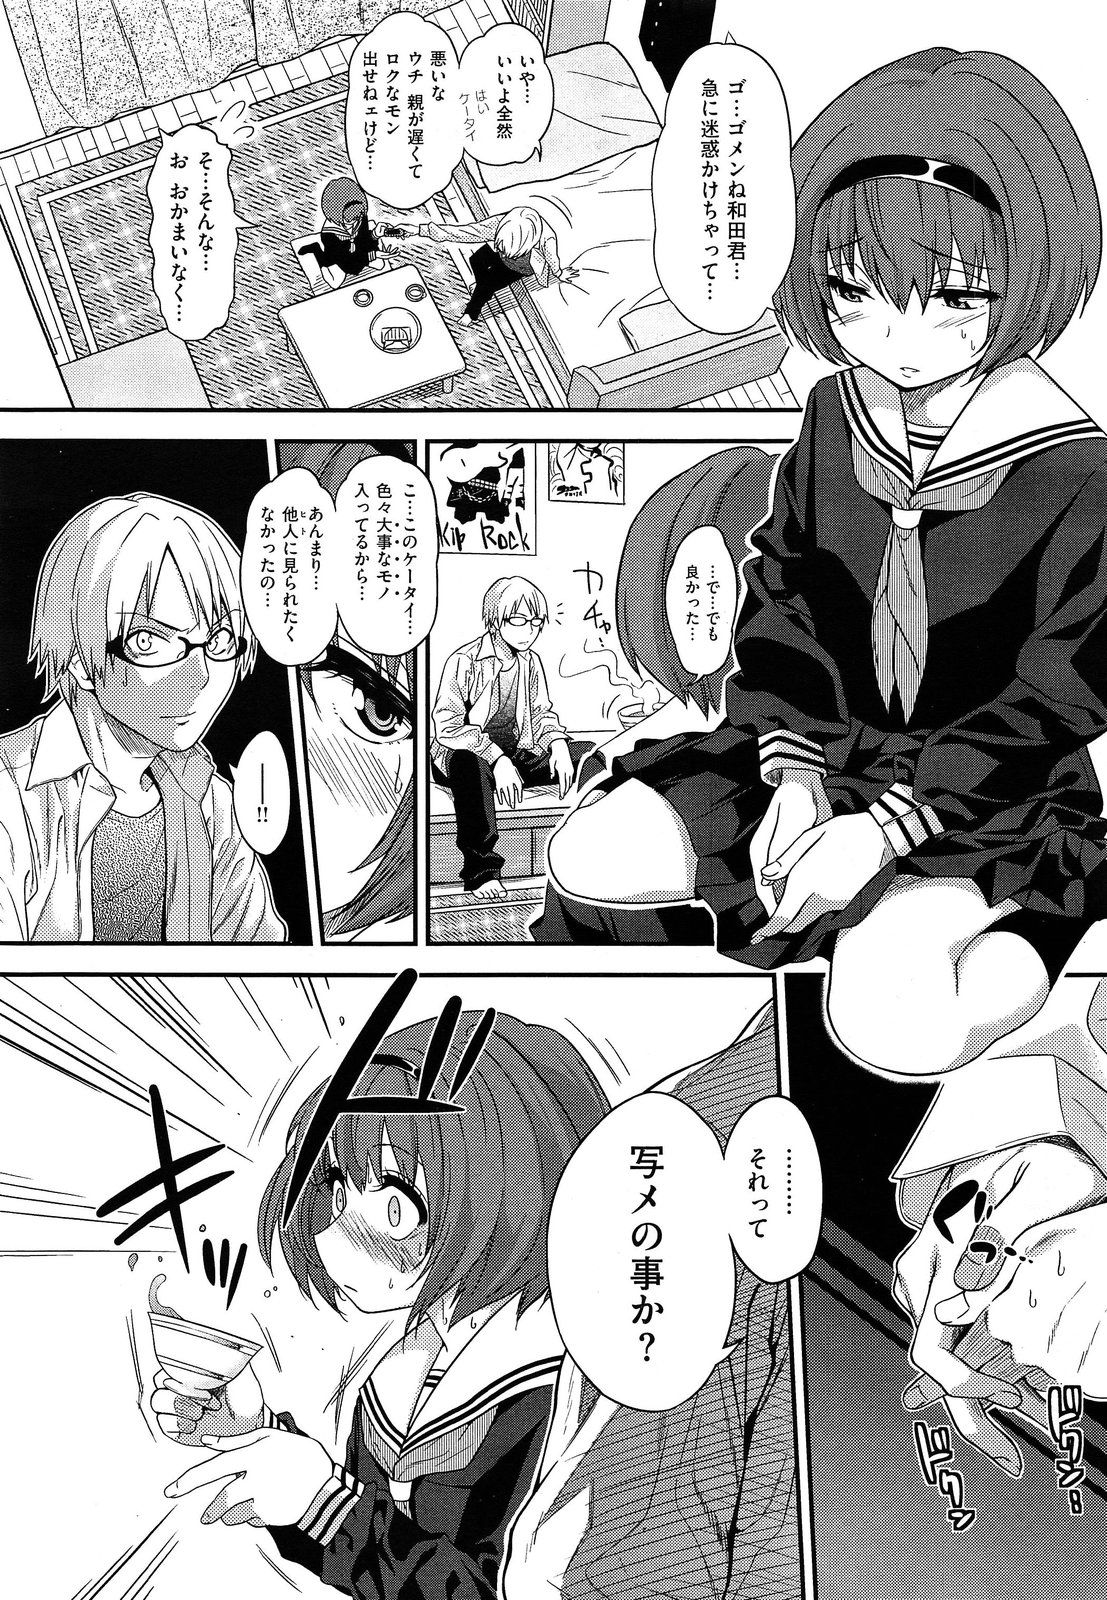 ゴ…ゴメンね和田君…
急に迷惑かけちゃって…
いや…
いいよ全然
はい
ケータイ
悪いな
ウチ 親が遅くて
ロクなモン
出せねェけど…
そ…そんな…
お おかまいなく…
…で…でも
良かった…
カチャ…
Kip Rock
こ…このケータイ…
色々大事なモノ
入ってるから…
あんまり…
他人に見られたく
ヒト
なかったの…
――!!
くっ…
ドクン…
ドクン
………
それって
写メの事か?
ドキッ